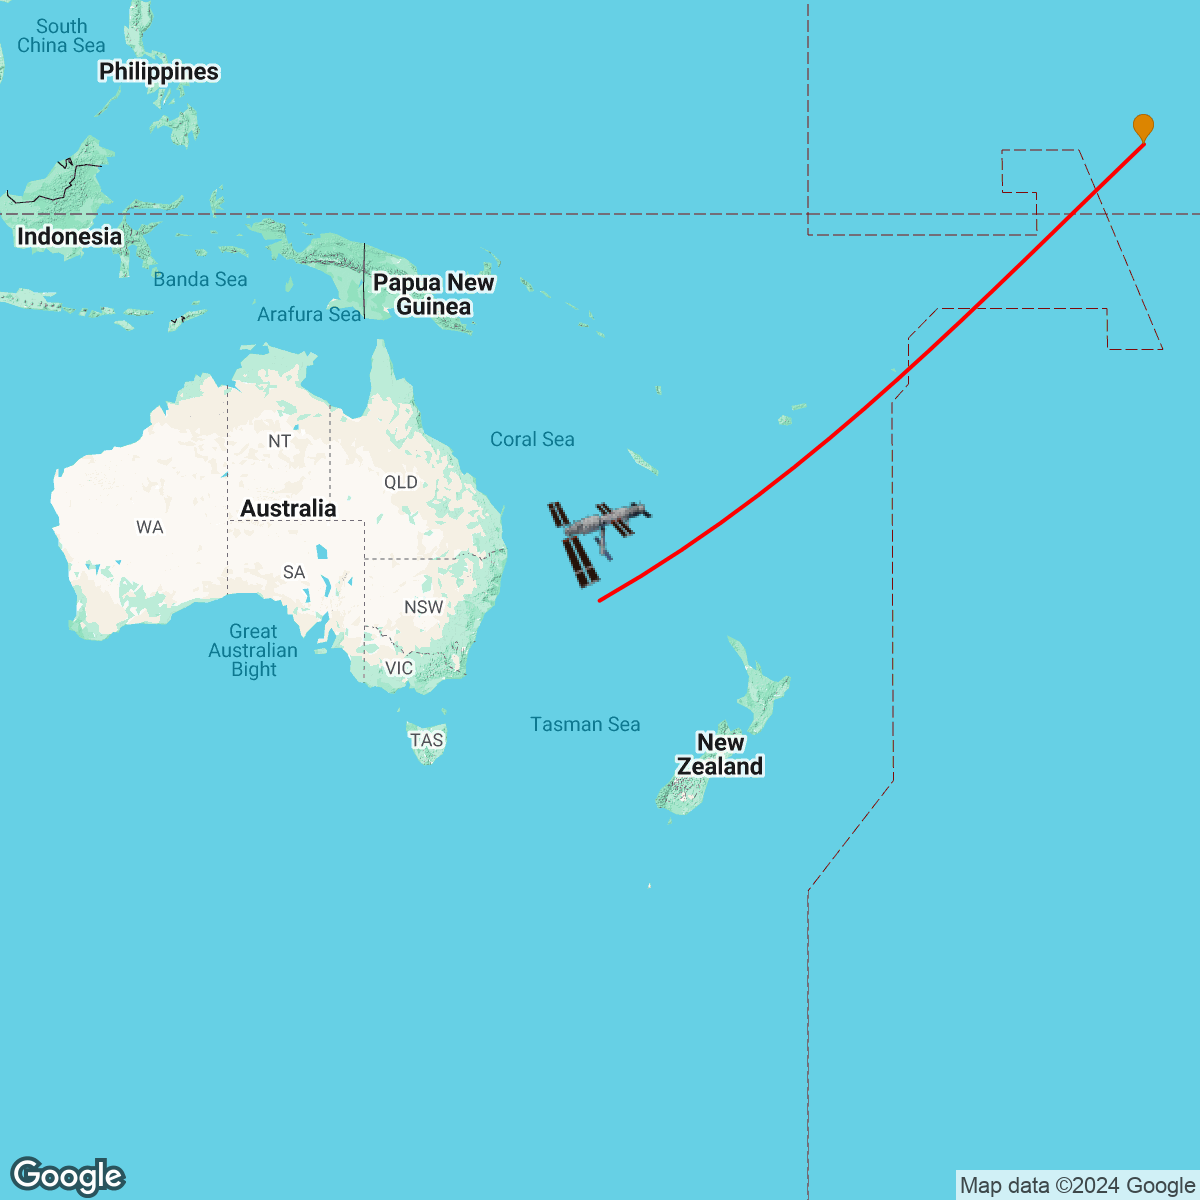 South
China Sea
Philippines
Indonesia
Banda Sea
Papua New
Guinea
Arafura Sea
Coral Sea
NT
QLD
Australia
WA
SA
NSW
Great
Australian
Bight
VIC
TAS
Tasman Sea
New
Zealand
Google
Map data ©2024 Google